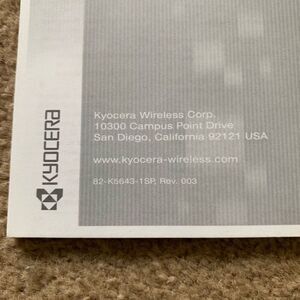 Kyocera Wireless Corp.
10300 Campus Point Drive
San Diego, California 92121 USA
www.kyocera-wireless.com
82-K5643-1SP, Rev. 003
KYOCERA